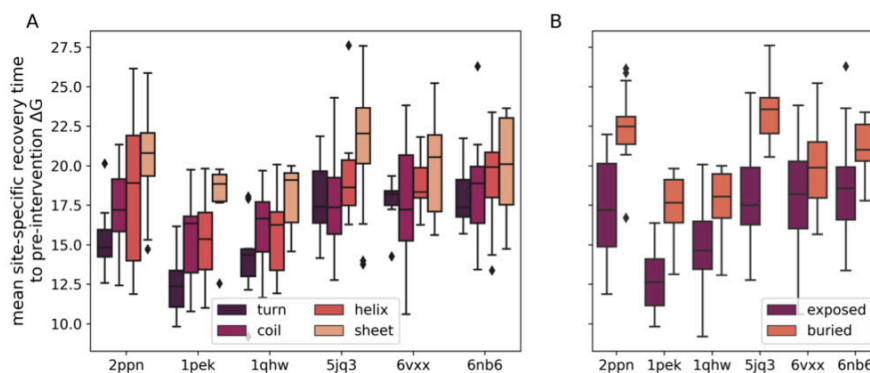 A
B
mean site-specific recovery time
to pre-intervention ΔG
27.5
25.0
22.5
20.0
17.5
15.0
12.5
10.0
turn
coil
helix
sheet
exposed
buried
2ppn 1pek 1qhw 5jq3 6vxx 6nb6
2ppn 1pek 1qhw 5jq3 6vxx 6nb6